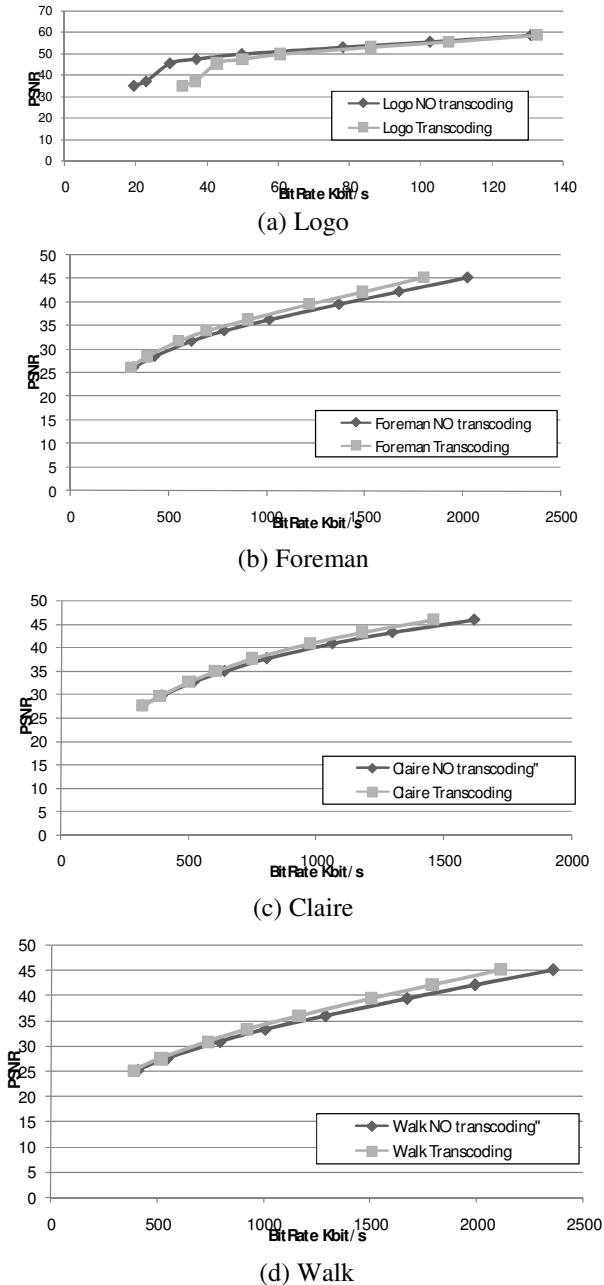 70
60
50
40
30
20
10
0
PSNR
Logo NO transcoding
Logo Transcoding
0 20 40 60 80 100 120 140
BitRate Kbit/s
(a) Logo
50
45
40
35
30
25
20
15
10
5
0
PSNR
Foreman NO transcoding
Foreman Transcoding
0 500 1000 1500 2000 2500
BitRate Kbit/s
(b) Foreman
50
45
40
35
30
25
20
15
10
5
0
PSNR
Claire NO transcoding"
Claire Transcoding
0 500 1000 1500 2000
BitRate Kbit/s
(c) Claire
50
45
40
35
30
25
20
15
10
5
0
PSNR
Walk NO transcoding"
Walk Transcoding
0 500 1000 1500 2000 2500
BitRate Kbit/s
(d) Walk